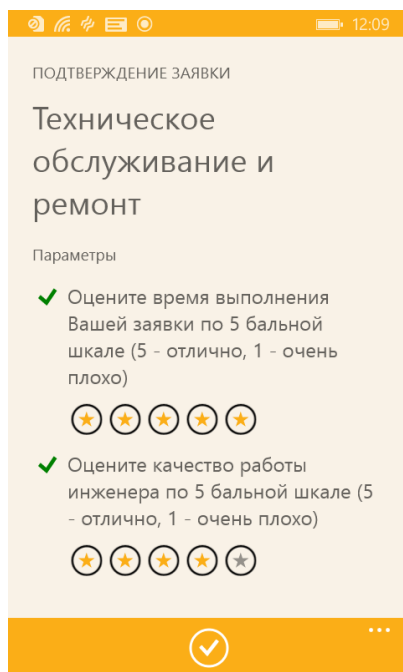 12:09
ПОДТВЕРЖДЕНИЕ ЗАЯВКИ
Техническое
обслуживание и
ремонт
Параметры
Оцените время выполнения
Вашей заявки по 5 бальной
шкале (5 - отлично, 1 - очень
плохо)
Оцените качество работы
инженера по 5 бальной шкале (5
- отлично, 1 - очень плохо)